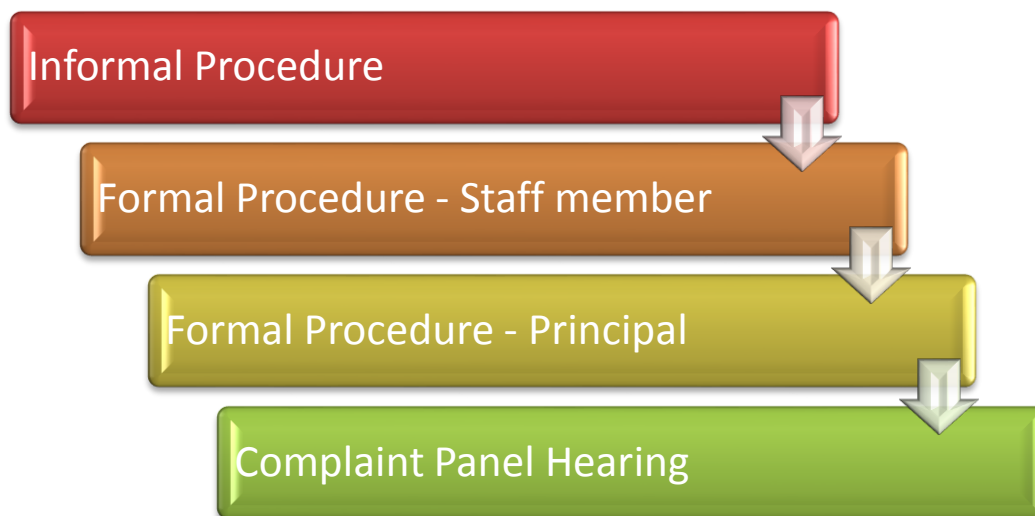 Informal Procedure
Formal Procedure - Staff member
Formal Procedure - Principal
Complaint Panel Hearing